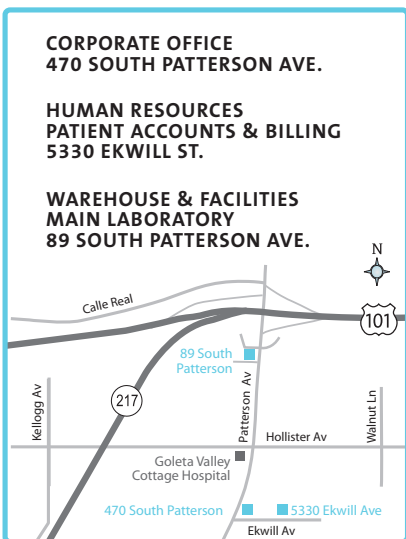 CORPORATE OFFICE
470 SOUTH PATTERSON AVE.
HUMAN RESOURCES
PATIENT ACCOUNTS & BILLING
5330 EKWILL ST.
WAREHOUSE & FACILITIES
MAIN LABORATORY
89 SOUTH PATTERSON AVE.
N
Calle Real
101
89 South
Patterson
Patterson Av
217
Kellogg Av
Walnut Ln
Hollister Av
Goleta Valley
Cottage Hospital
470 South Patterson
5330 Ekwill Ave
Ekwill Av